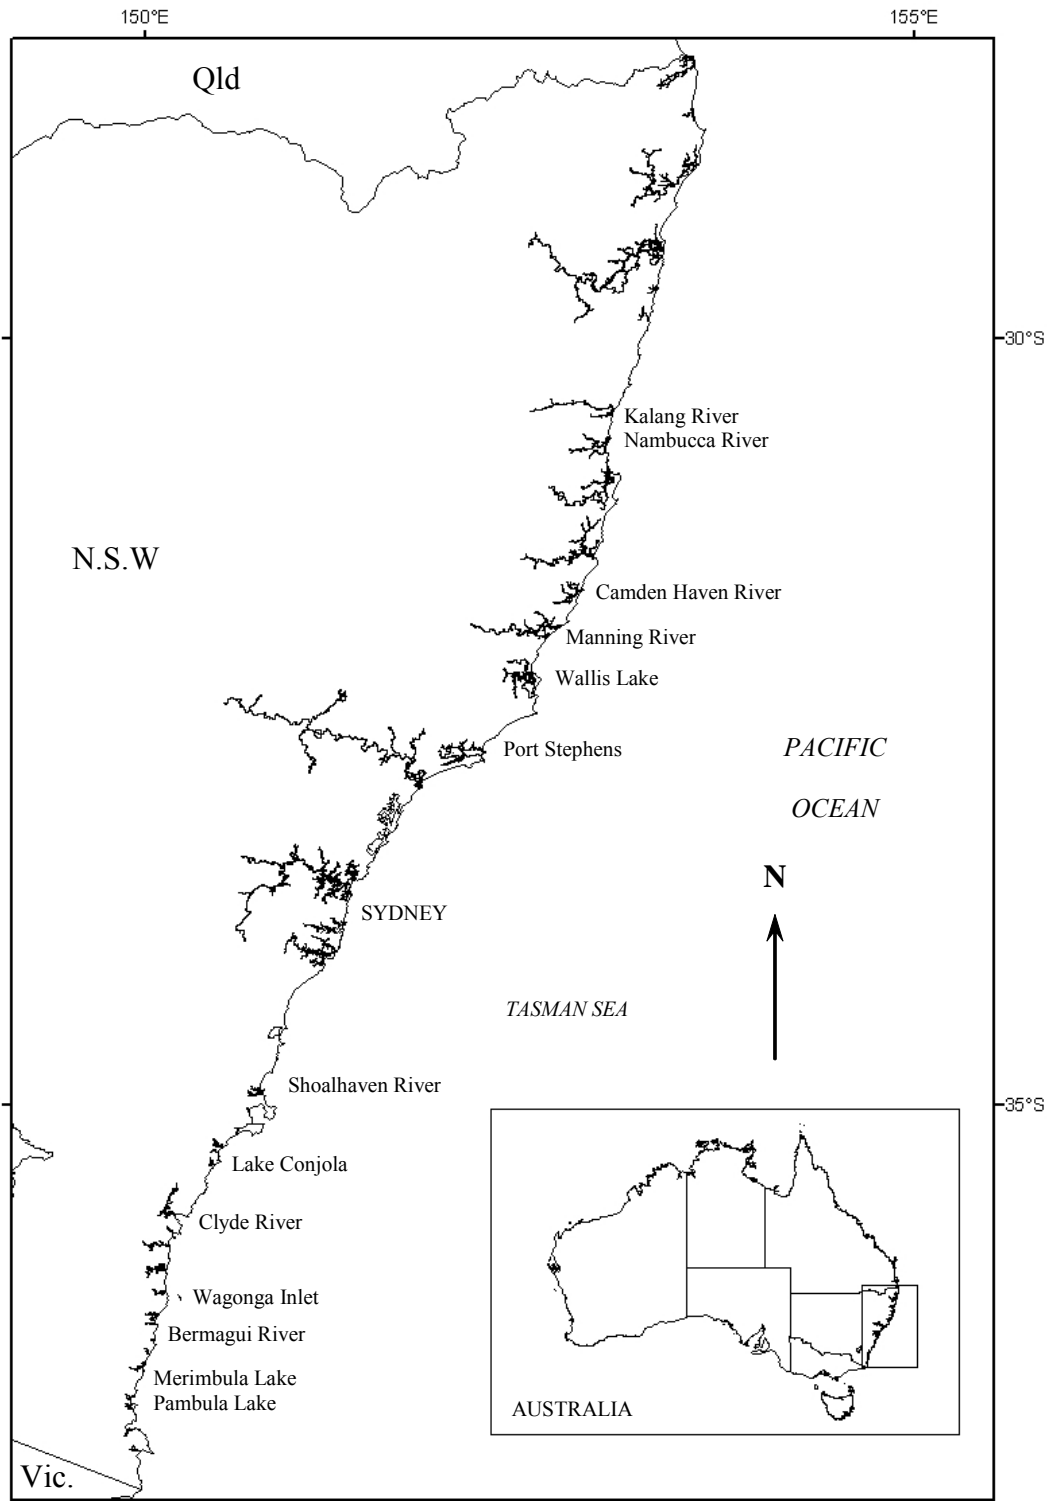 150°E
155°E
Qld
30°S
Kalang River
Nambucca River
N.S.W
Camden Haven River
Manning River
Wallis Lake
Port Stephens
PACIFIC
OCEAN
N
SYDNEY
TASMAN SEA
Shoalhaven River
35°S
Lake Conjola
Clyde River
Wagonga Inlet
Bermagui River
Merimbula Lake
Pambula Lake
AUSTRALIA
Vic.